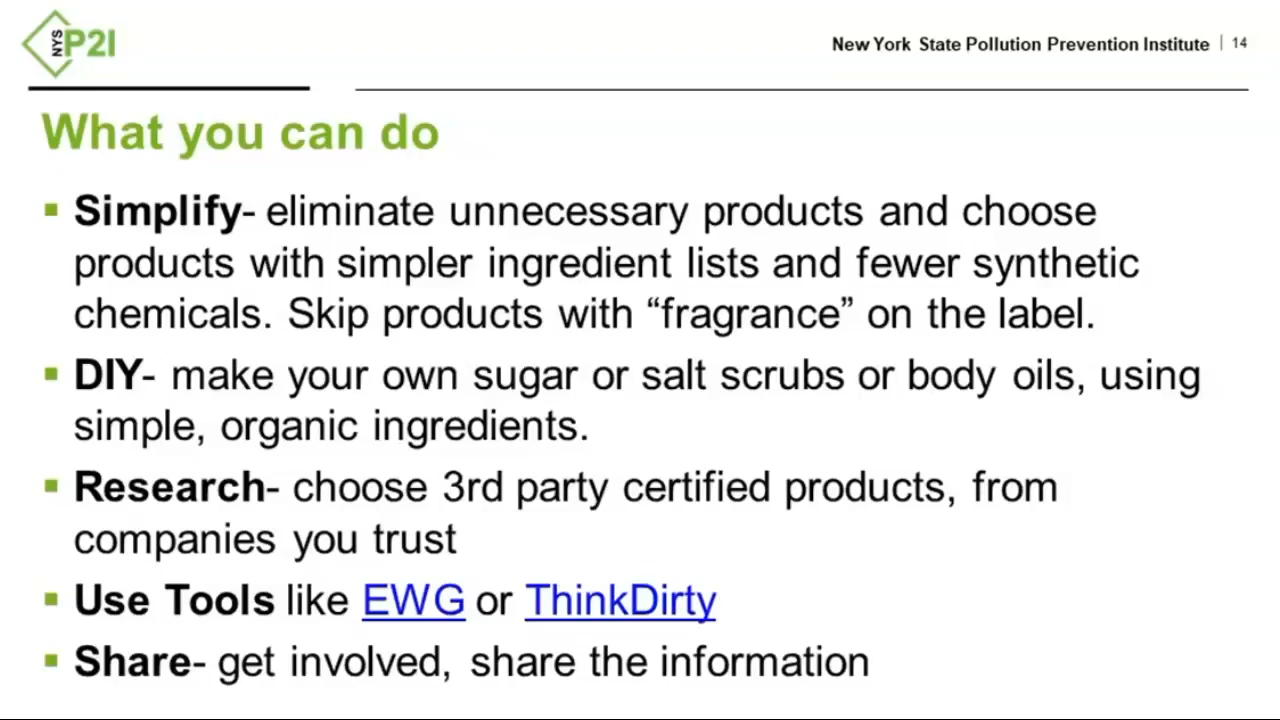 NYS P2I
New York State Pollution Prevention Institute | 14
What you can do
▪ Simplify- eliminate unnecessary products and choose
products with simpler ingredient lists and fewer synthetic
chemicals. Skip products with “fragrance” on the label.
▪ DIY- make your own sugar or salt scrubs or body oils, using
simple, organic ingredients.
▪ Research- choose 3rd party certified products, from
companies you trust
▪ Use Tools like EWG or ThinkDirty
▪ Share- get involved, share the information